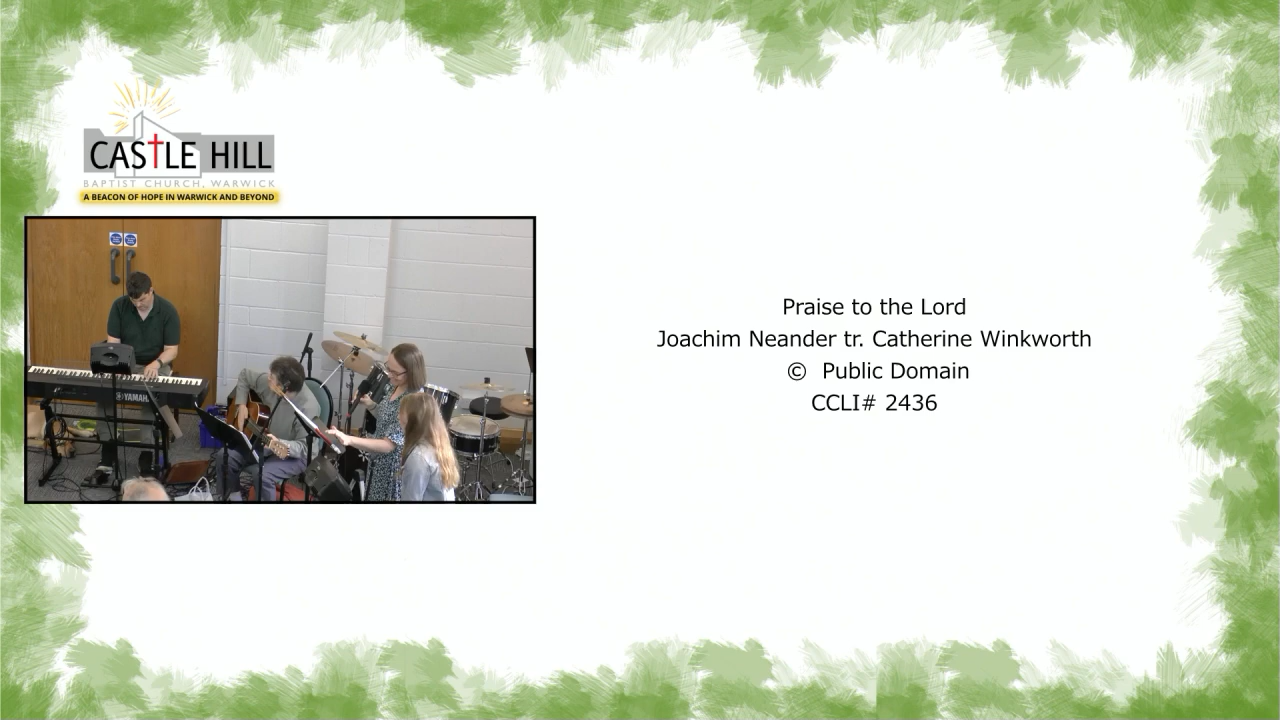 CASTLE HILL
BAPTIST CHURCH, WARWICK
A BEACON OF HOPE IN WARWICK AND BEYOND
YAMAHA
Praise to the Lord
Joachim Neander tr. Catherine Winkworth
©  Public Domain
CCLI# 2436